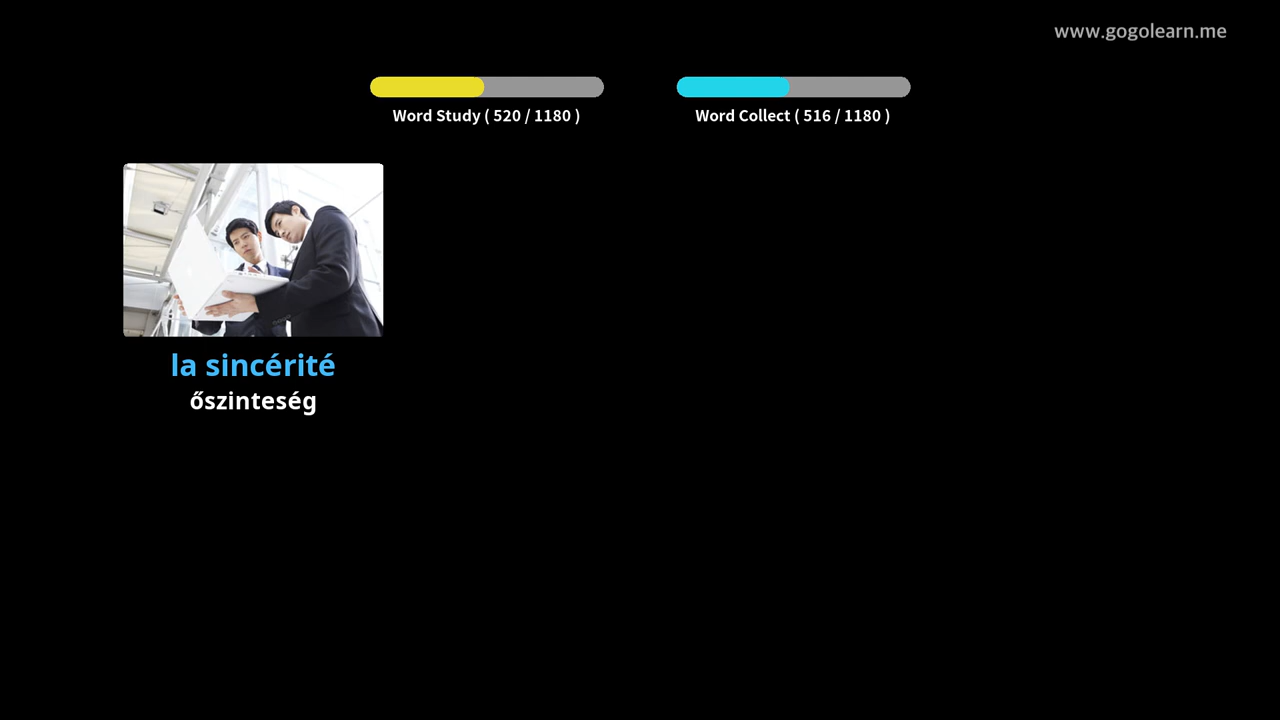 www.gogolearn.me
Word Study ( 520 / 1180 )
Word Collect ( 516 / 1180 )
la sincérité
őszinteség